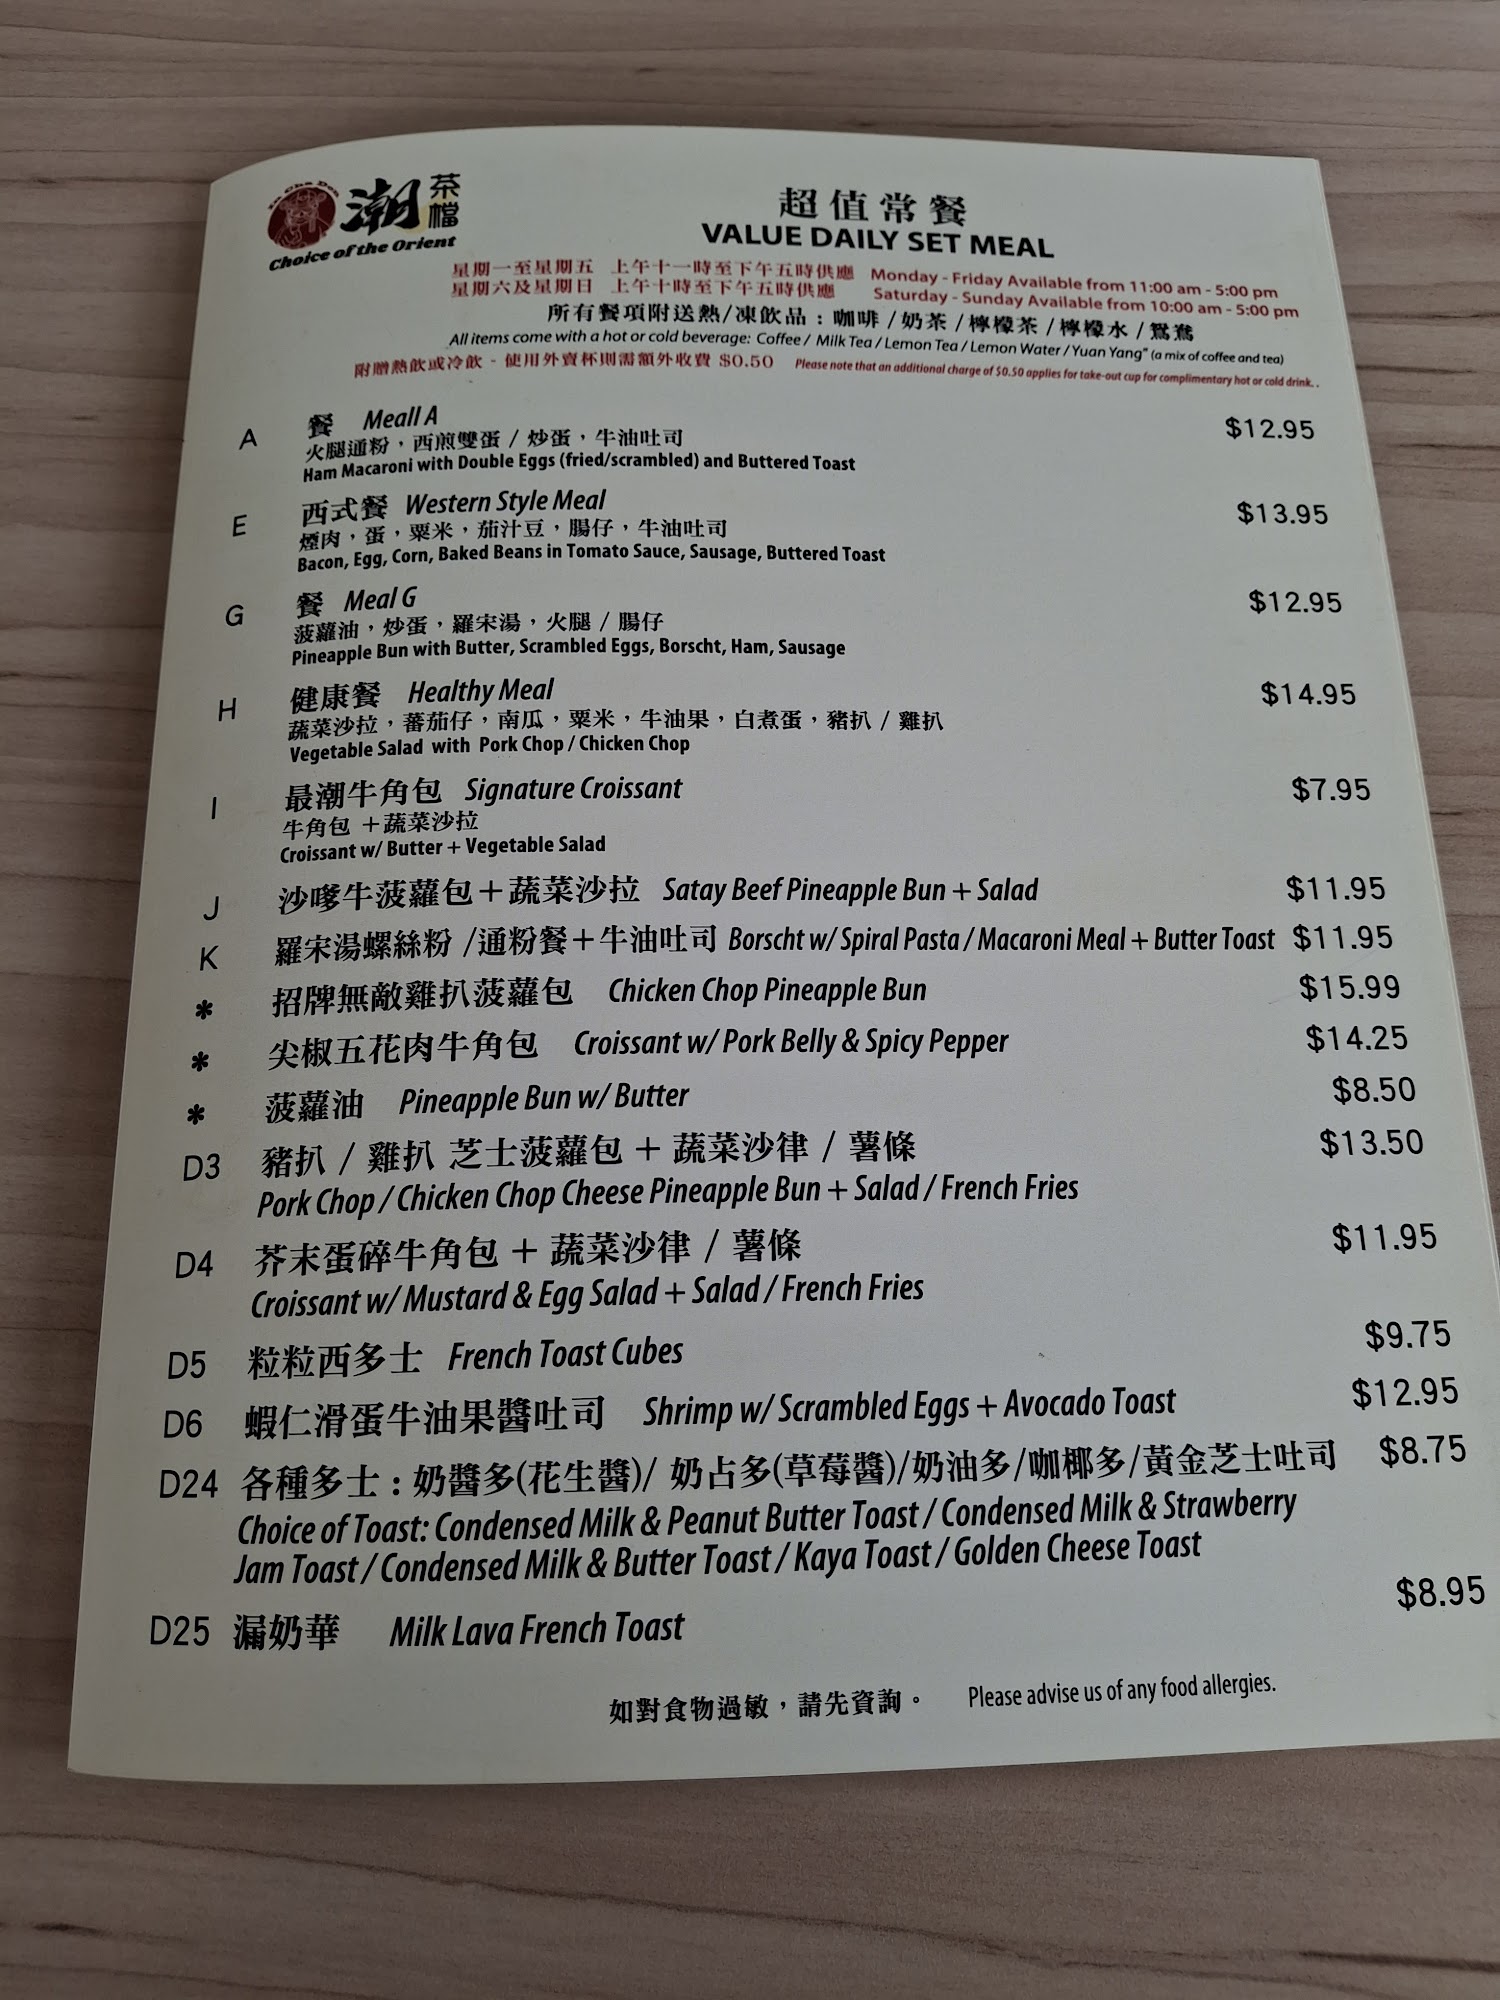 Tea Cha Don
潮 茶檔
Choice of the Orient
超值常餐
VALUE DAILY SET MEAL
星期一至星期五 上午十一時至下午五時供應 Monday - Friday Available from 11:00 am - 5:00 pm
星期六及星期日 上午十時至下午五時供應 Saturday - Sunday Available from 10:00 am - 5:00 pm
所有餐項附送熱/凍飲品：咖啡 / 奶茶 / 檸檬茶 / 檸檬水 / 鴛鴦
All items come with a hot or cold beverage: Coffee / Milk Tea / Lemon Tea / Lemon Water / Yuan Yang" (a mix of coffee and tea)
附贈熱飲或冷飲 - 使用外賣杯則需額外收費 $0.50 Please note that an additional charge of $0.50 applies for take-out cup for complimentary hot or cold drink. .
A 餐 Meall A $12.95
火腿通粉，西煎雙蛋 / 炒蛋，牛油吐司
Ham Macaroni with Double Eggs (fried/scrambled) and Buttered Toast
E 西式餐 Western Style Meal $13.95
煙肉，蛋，粟米，茄汁豆，腸仔，牛油吐司
Bacon, Egg, Corn, Baked Beans in Tomato Sauce, Sausage, Buttered Toast
G 餐 Meal G $12.95
菠蘿油，炒蛋，羅宋湯，火腿 / 腸仔
Pineapple Bun with Butter, Scrambled Eggs, Borscht, Ham, Sausage
H 健康餐 Healthy Meal $14.95
蔬菜沙拉，蕃茄仔，南瓜，粟米，牛油果，白煮蛋，豬扒 / 雞扒
Vegetable Salad with Pork Chop / Chicken Chop
I 最潮牛角包 Signature Croissant $7.95
牛角包 +蔬菜沙拉
Croissant w/ Butter + Vegetable Salad
J 沙嗲牛菠蘿包＋蔬菜沙拉 Satay Beef Pineapple Bun + Salad $11.95
K 羅宋湯螺絲粉 /通粉餐＋牛油吐司 Borscht w/ Spiral Pasta / Macaroni Meal + Butter Toast $11.95
* 招牌無敵雞扒菠蘿包 Chicken Chop Pineapple Bun $15.99
* 尖椒五花肉牛角包 Croissant w/ Pork Belly & Spicy Pepper $14.25
* 菠蘿油 Pineapple Bun w/ Butter $8.50
D3 豬扒 / 雞扒 芝士菠蘿包 + 蔬菜沙律 / 薯條 $13.50
Pork Chop / Chicken Chop Cheese Pineapple Bun + Salad / French Fries
D4 芥末蛋碎牛角包 + 蔬菜沙律 / 薯條 $11.95
Croissant w/ Mustard & Egg Salad + Salad / French Fries
D5 粒粒西多士 French Toast Cubes $9.75
D6 蝦仁滑蛋牛油果醬吐司 Shrimp w/ Scrambled Eggs + Avocado Toast $12.95
D24 各種多士：奶醬多(花生醬)/ 奶占多(草莓醬)/奶油多/咖椰多/黃金芝士吐司 $8.75
Choice of Toast: Condensed Milk & Peanut Butter Toast / Condensed Milk & Strawberry
Jam Toast / Condensed Milk & Butter Toast / Kaya Toast / Golden Cheese Toast
D25 漏奶華 Milk Lava French Toast $8.95
如對食物過敏，請先資詢。 Please advise us of any food allergies.